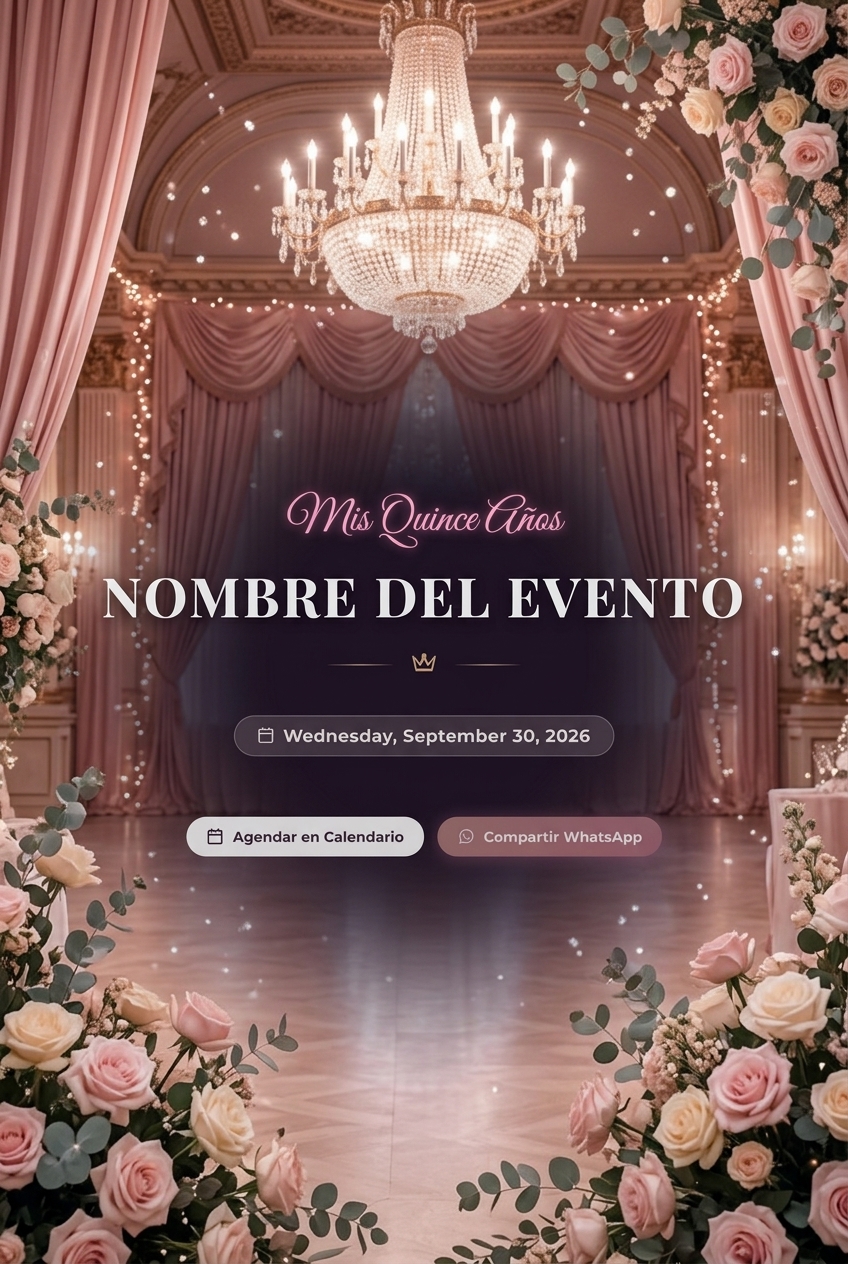 Mis Quince Años
NOMBRE DEL EVENTO
Wednesday, September 30, 2026
Agendar en Calendario
Compartir WhatsApp